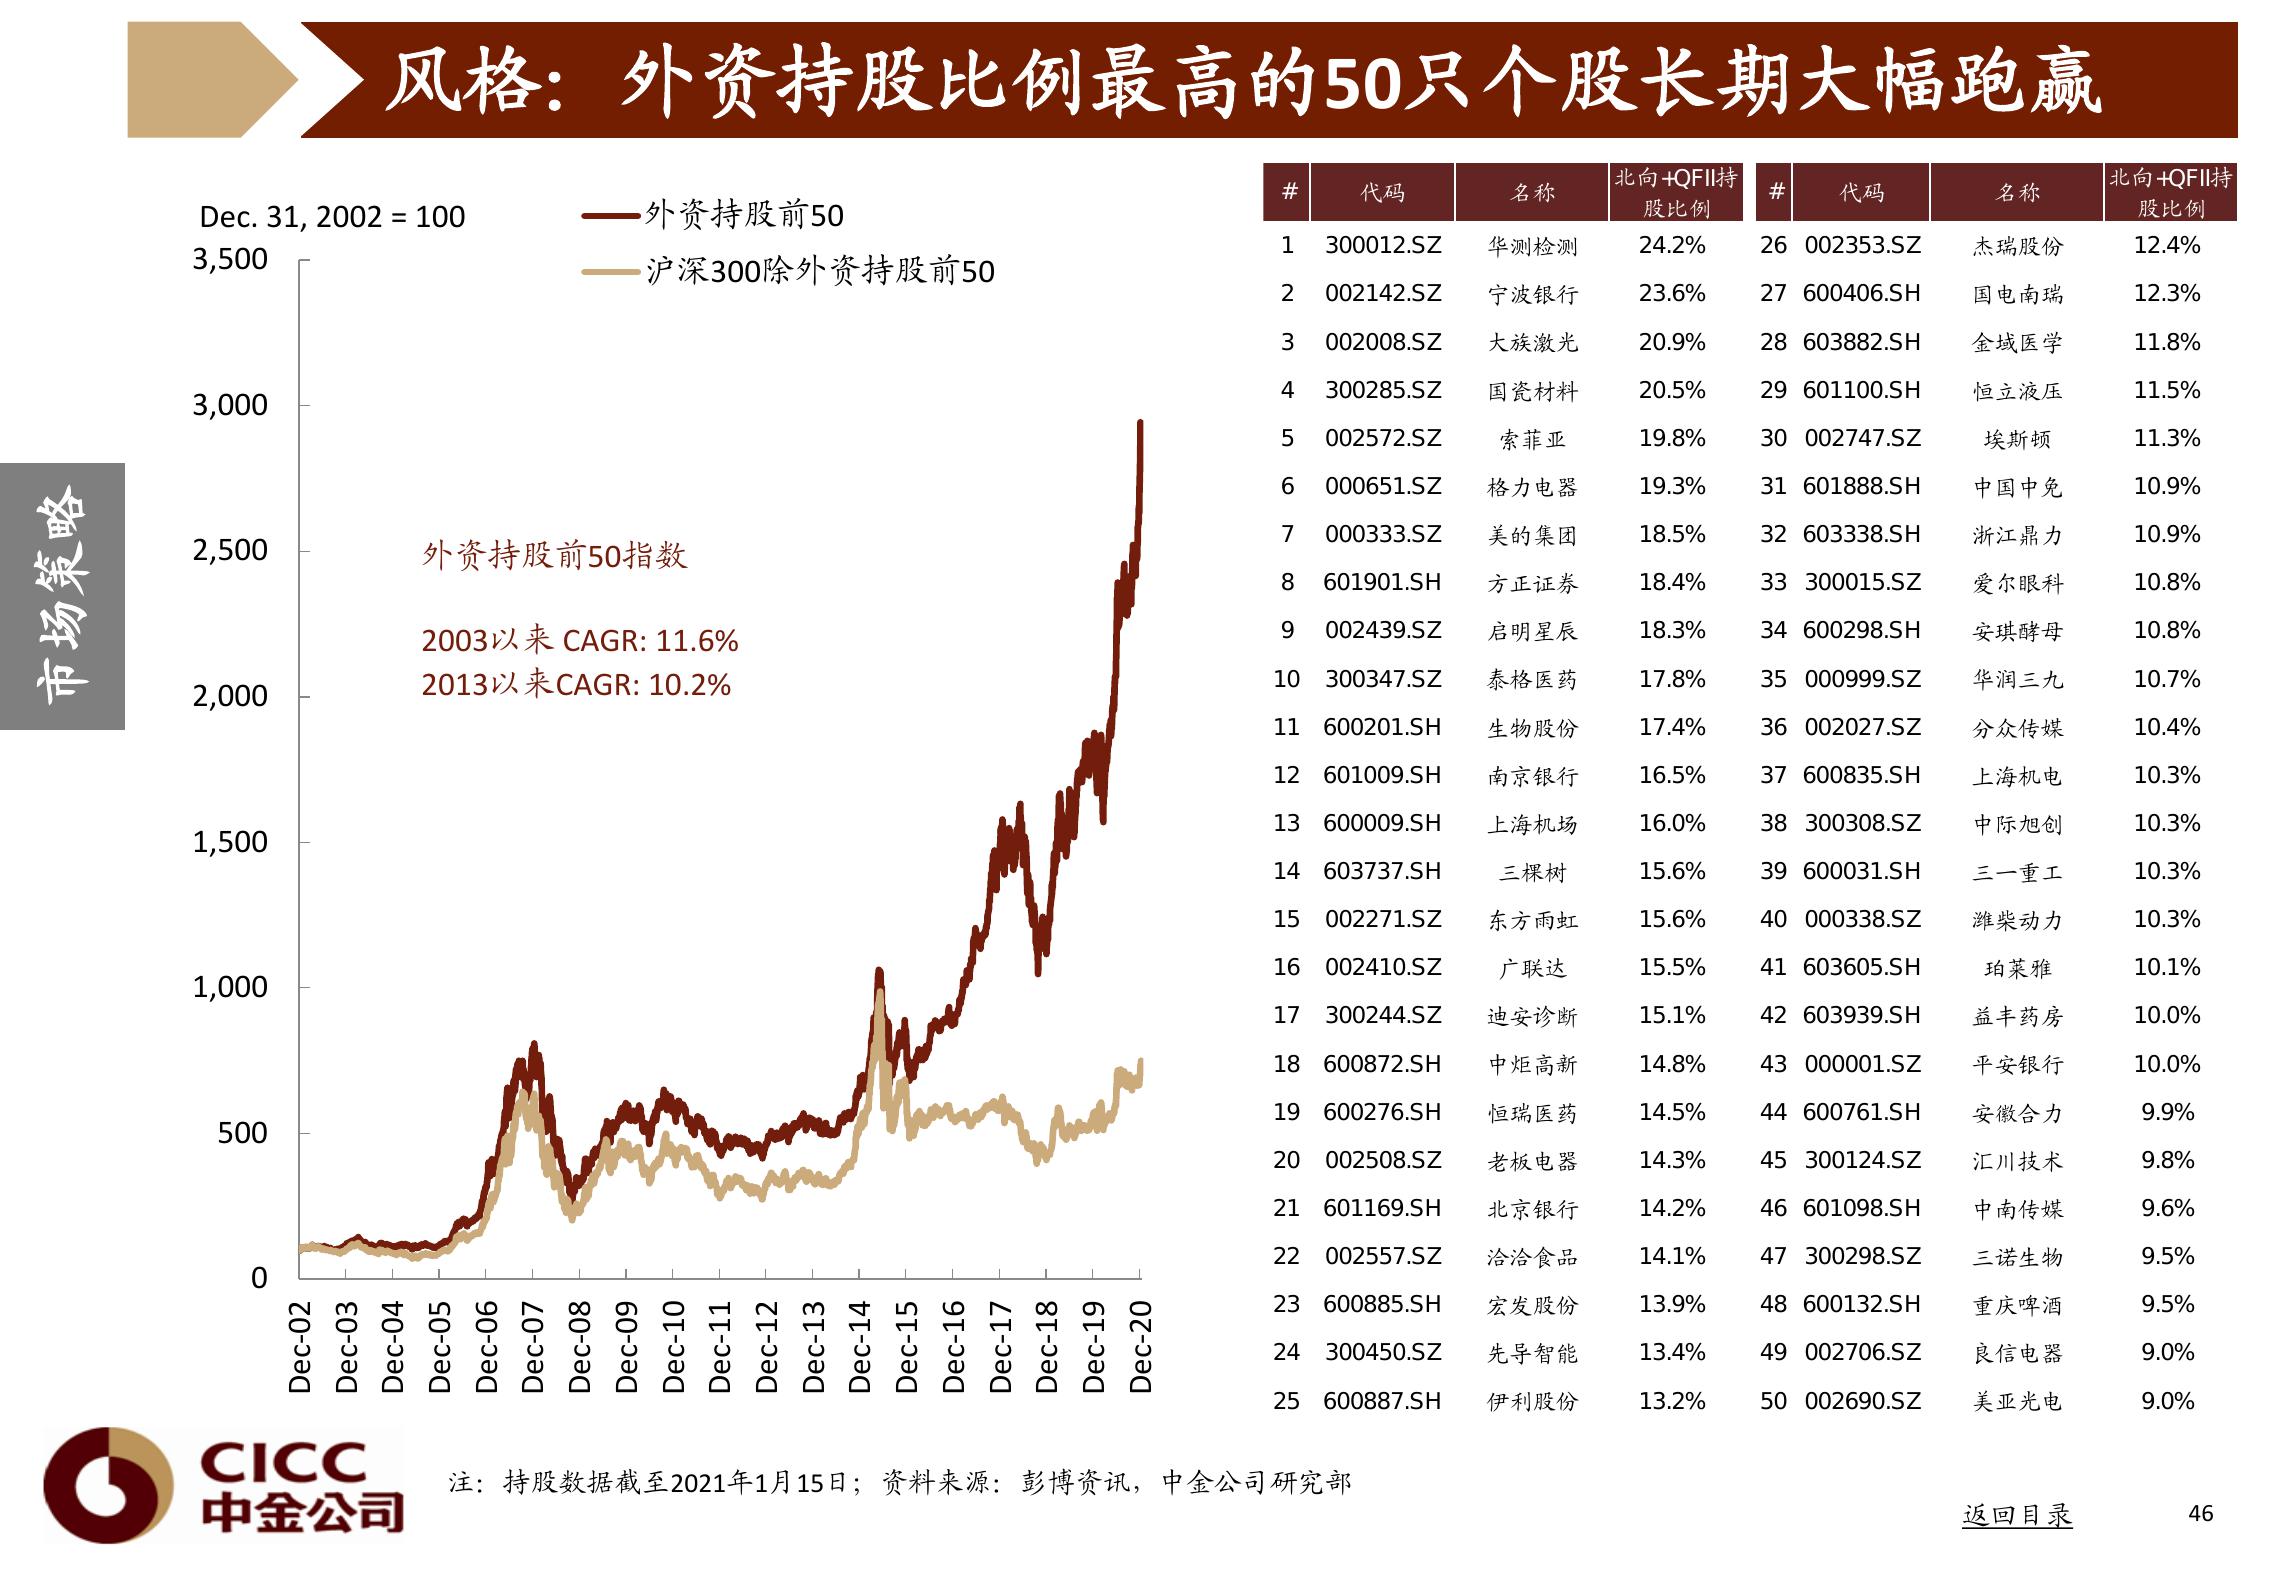 风格：外资持股比例最高的50只个股长期大幅跑赢
市场策略
Dec. 31, 2002 = 100
外资持股前50
沪深300除外资持股前50
3,500
3,000
2,500
2,000
1,500
1,000
500
0
外资持股前50指数
2003以来 CAGR: 11.6%
2013以来CAGR: 10.2%
Dec-02
Dec-03
Dec-04
Dec-05
Dec-06
Dec-07
Dec-08
Dec-09
Dec-10
Dec-11
Dec-12
Dec-13
Dec-14
Dec-15
Dec-16
Dec-17
Dec-18
Dec-19
Dec-20
# 代码 名称 北向+QFII持股比例 # 代码 名称 北向+QFII持股比例
1 300012.SZ 华测检测 24.2% 26 002353.SZ 杰瑞股份 12.4%
2 002142.SZ 宁波银行 23.6% 27 600406.SH 国电南瑞 12.3%
3 002008.SZ 大族激光 20.9% 28 603882.SH 金域医学 11.8%
4 300285.SZ 国瓷材料 20.5% 29 601100.SH 恒立液压 11.5%
5 002572.SZ 索菲亚 19.8% 30 002747.SZ 埃斯顿 11.3%
6 000651.SZ 格力电器 19.3% 31 601888.SH 中国中免 10.9%
7 000333.SZ 美的集团 18.5% 32 603338.SH 浙江鼎力 10.9%
8 601901.SH 方正证券 18.4% 33 300015.SZ 爱尔眼科 10.8%
9 002439.SZ 启明星辰 18.3% 34 600298.SH 安琪酵母 10.8%
10 300347.SZ 泰格医药 17.8% 35 000999.SZ 华润三九 10.7%
11 600201.SH 生物股份 17.4% 36 002027.SZ 分众传媒 10.4%
12 601009.SH 南京银行 16.5% 37 600835.SH 上海机电 10.3%
13 600009.SH 上海机场 16.0% 38 300308.SZ 中际旭创 10.3%
14 603737.SH 三棵树 15.6% 39 600031.SH 三一重工 10.3%
15 002271.SZ 东方雨虹 15.6% 40 000338.SZ 潍柴动力 10.3%
16 002410.SZ 广联达 15.5% 41 603605.SH 珀莱雅 10.1%
17 300244.SZ 迪安诊断 15.1% 42 603939.SH 益丰药房 10.0%
18 600872.SH 中炬高新 14.8% 43 000001.SZ 平安银行 10.0%
19 600276.SH 恒瑞医药 14.5% 44 600761.SH 安徽合力 9.9%
20 002508.SZ 老板电器 14.3% 45 300124.SZ 汇川技术 9.8%
21 601169.SH 北京银行 14.2% 46 601098.SH 中南传媒 9.6%
22 002557.SZ 洽洽食品 14.1% 47 300298.SZ 三诺生物 9.5%
23 600885.SH 宏发股份 13.9% 48 600132.SH 重庆啤酒 9.5%
24 300450.SZ 先导智能 13.4% 49 002706.SZ 良信电器 9.0%
25 600887.SH 伊利股份 13.2% 50 002690.SZ 美亚光电 9.0%
CICC
中金公司
注：持股数据截至2021年1月15日；资料来源：彭博资讯，中金公司研究部
返回目录
46